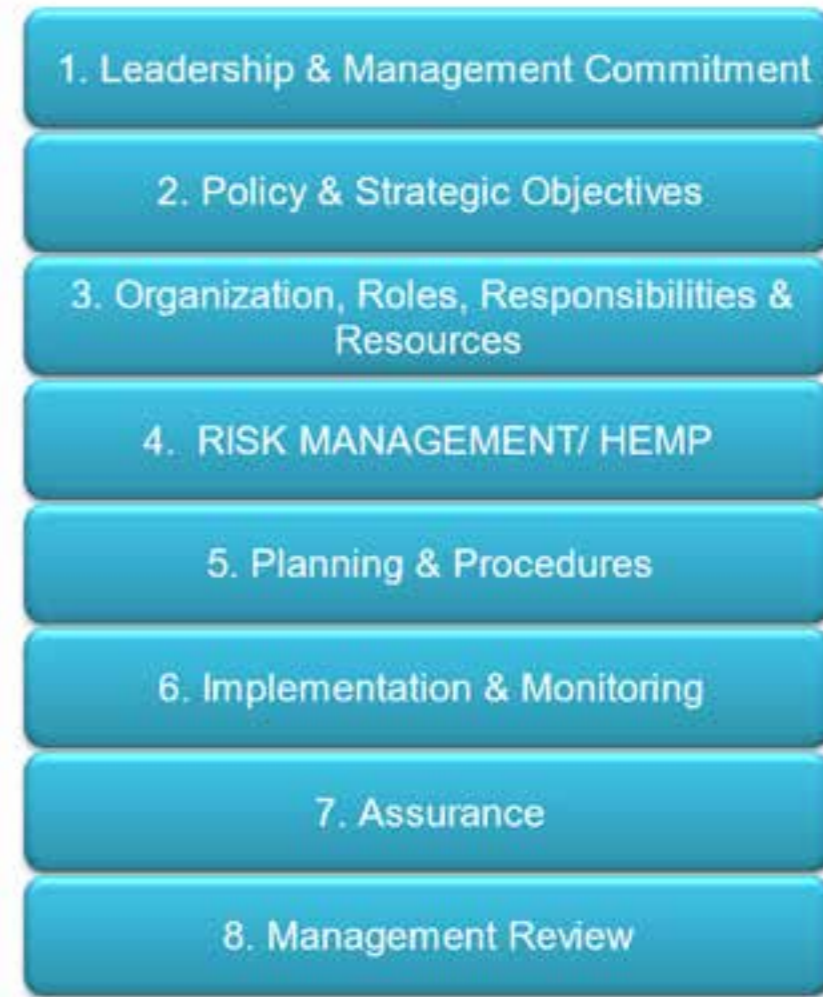 1. Leadership & Management Commitment
2. Policy & Strategic Objectives
3. Organization, Roles, Responsibilities &
Resources
4. RISK MANAGEMENT/ HEMP
5. Planning & Procedures
6. Implementation & Monitoring
7. Assurance
8. Management Review